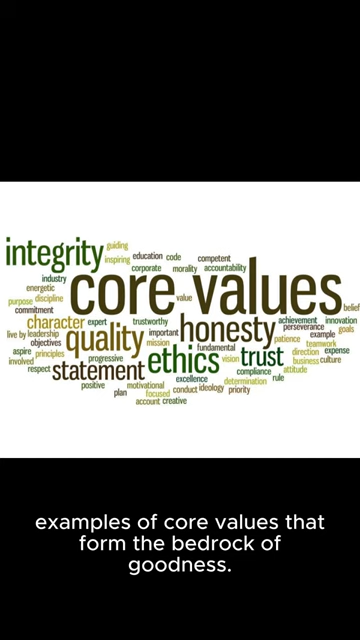 guiding
integrity
inspiring
education code
competent
corporate
morality
accountability
industry
energetic
core values
value
belief
purpose
discipline
commitment
character
expert
trustworthy
honesty
achievement
innovation
perseverance
example
goals
live by
leadership
quality
important
fundamental
patience
teamwork
objectives
mission
aspire
principles
progressive
ethics
vision
trust
direction
expense
involved
business
culture
respect
statement
compliance
attitude
positive
motivational
excellence
determination
rule
plan
focused
conduct
ideology
priority
account
creative
examples of core values that
form the bedrock of
goodness.